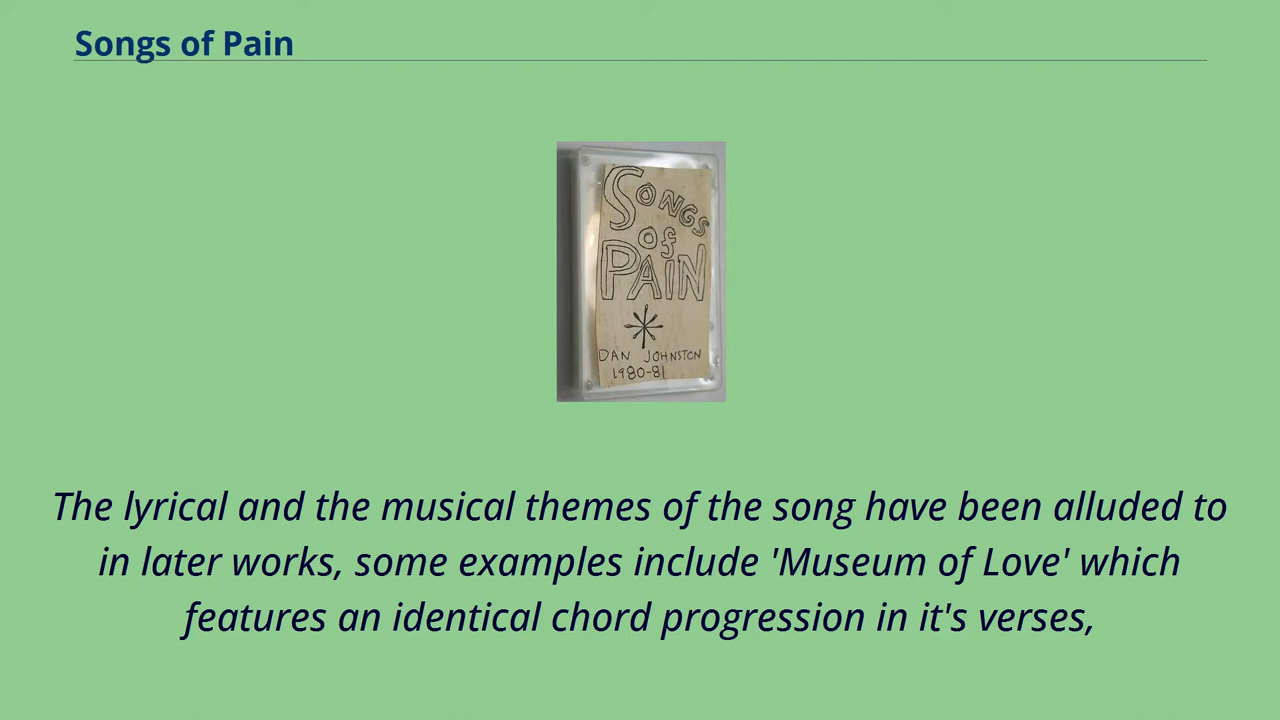 Songs of Pain
SONGS
of
PAIN
DAN JOHNSTON
1980-81
The lyrical and the musical themes of the song have been alluded to
in later works, some examples include 'Museum of Love' which
features an identical chord progression in it's verses,